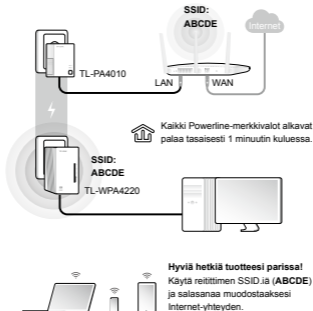 SSID:
ABCDE
Internet
TL-PA4010
LAN
WAN
Kaikki Powerline-merkkivalot alkavat
palaa tasaisesti 1 minuutin kuluessa.
SSID:
ABCDE
TL-WPA4220
Hyviä hetkiä tuotteesi parissa!
Käytä reitittimen SSID.iä (ABCDE)
ja salasanaa muodostaaksesi
Internet-yhteyden.